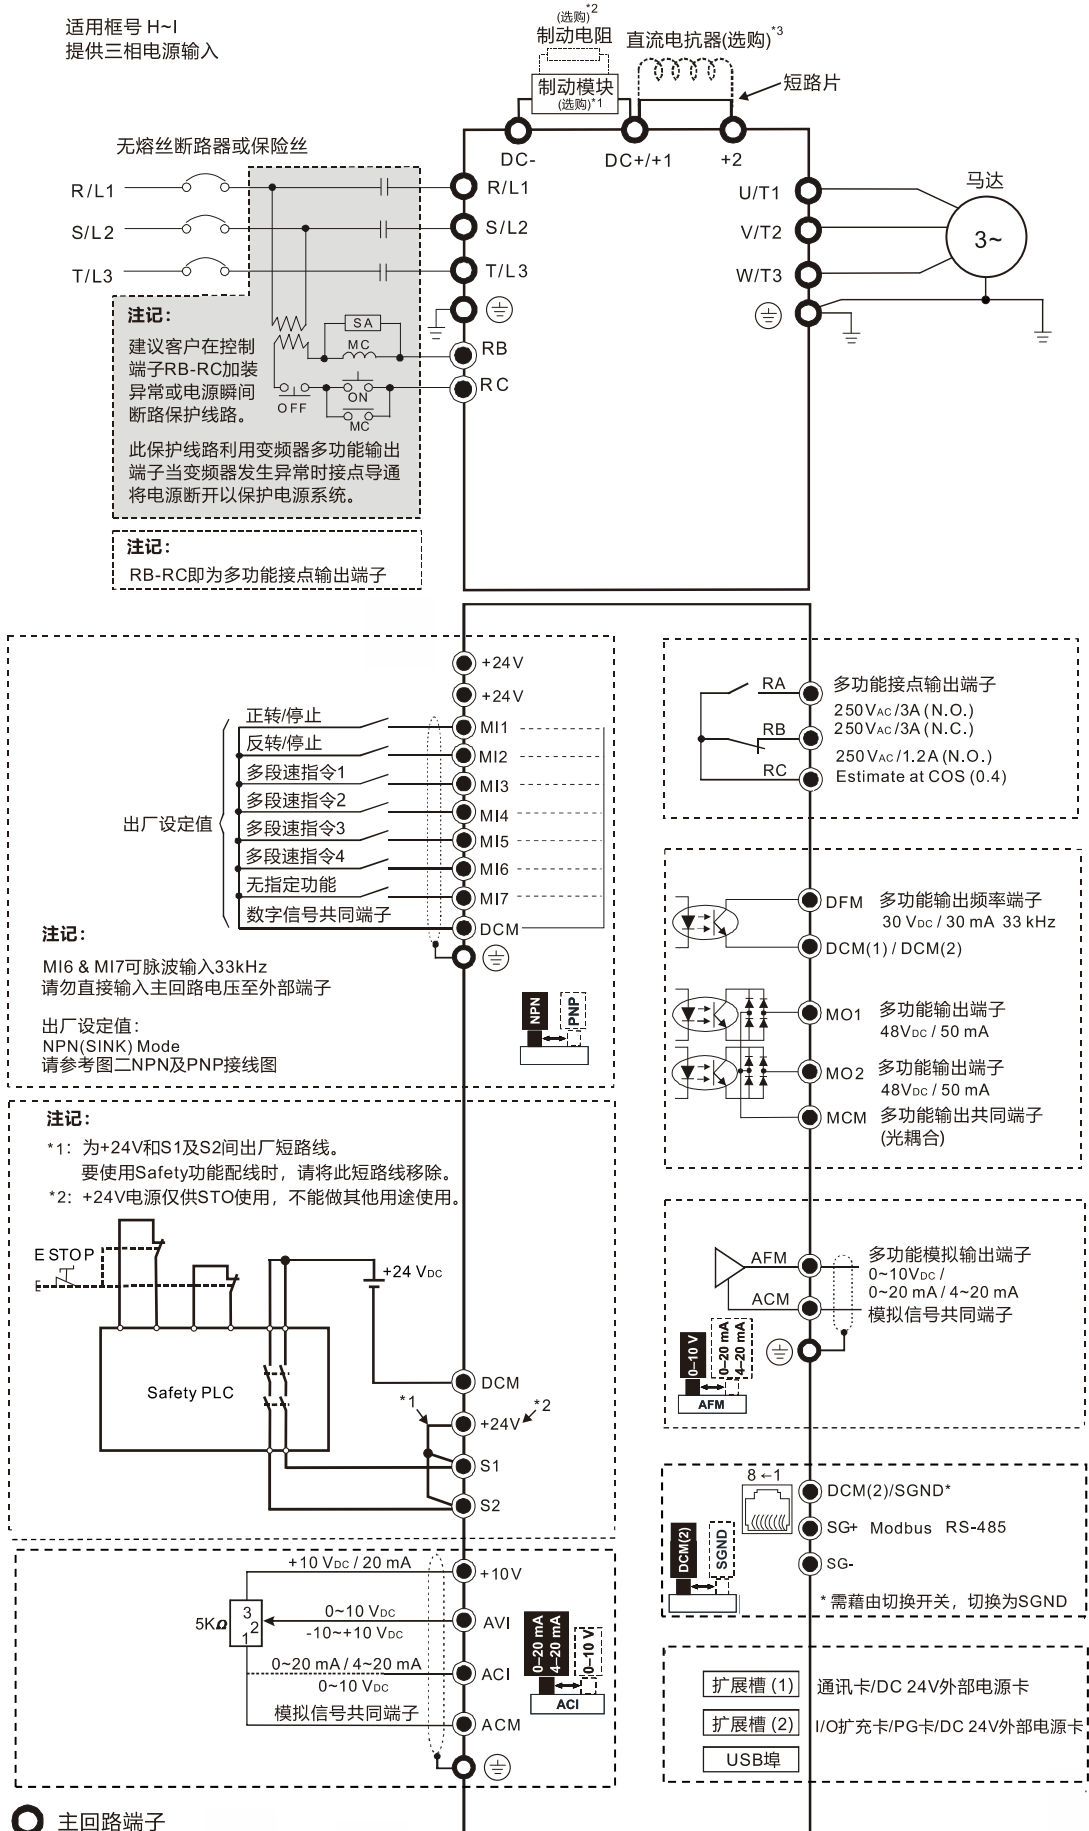 适用框号 H~I
提供三相电源输入
(选购)*2
制动电阻
直流电抗器(选购)*3
制动模块
(选购)*1
短路片
无熔丝断路器或保险丝
DC-
DC+/+1
+2
R/L1
R/L1
U/T1
马达
S/L2
S/L2
V/T2
3~
T/L3
T/L3
W/T3
注记：
SA
建议客户在控制
MC
RB
端子RB-RC加装
异常或电源瞬间
RC
断路保护线路。
OFF
ON
MC
此保护线路利用变频器多功能输出
端子当变频器发生异常时接点导通
将电源断开以保护电源系统。
注记：
RB-RC即为多功能接点输出端子
+24V
+24V
正转/停止
MI1
反转/停止
MI2
多段速指令1
MI3
多段速指令2
MI4
出厂设定值
多段速指令3
MI5
多段速指令4
MI6
无指定功能
MI7
数字信号共同端子
DCM
注记：
MI6 & MI7可脉波输入33kHz
请勿直接输入主回路电压至外部端子
出厂设定值：
NPN(SINK) Mode
请参考图二NPN及PNP接线图
NPN
PNP
RA
多功能接点输出端子
250VAC/3A (N.O.)
RB
250VAC/3A (N.C.)
250VAC/1.2A (N.O.)
RC
Estimate at COS (0.4)
DFM
多功能输出频率端子
30 VDC / 30 mA 33 kHz
DCM(1) / DCM(2)
MO1
多功能输出端子
48VDC / 50 mA
MO2
多功能输出端子
48VDC / 50 mA
MCM
多功能输出共同端子
(光耦合)
注记：
*1：为+24V和S1及S2间出厂短路线。
要使用Safety功能配线时，请将此短路线移除。
*2：+24V电源仅供STO使用，不能做其他用途使用。
E STOP
+24 VDC
Safety PLC
DCM
*1
*2
+24V
S1
S2
AFM
多功能模拟输出端子
0~10VDC /
0~20 mA / 4~20 mA
ACM
模拟信号共同端子
0–10 V
0–20 mA
4–20 mA
AFM
8←1
DCM(2)/SGND*
SG+ Modbus RS-485
SG-
DCM(2)
SGND
* 需藉由切换开关，切换为SGND
+10 VDC / 20 mA
+10V
5KΩ
3
2
1
0~10 VDC
-10~+10 VDC
AVI
0~20 mA / 4~20 mA
0~10 VDC
ACI
模拟信号共同端子
ACM
0–20 mA
4–20 mA
0–10 V
ACI
扩展槽 (1)
通讯卡/DC 24V外部电源卡
扩展槽 (2)
I/O扩充卡/PG卡/DC 24V外部电源卡
USB埠
主回路端子